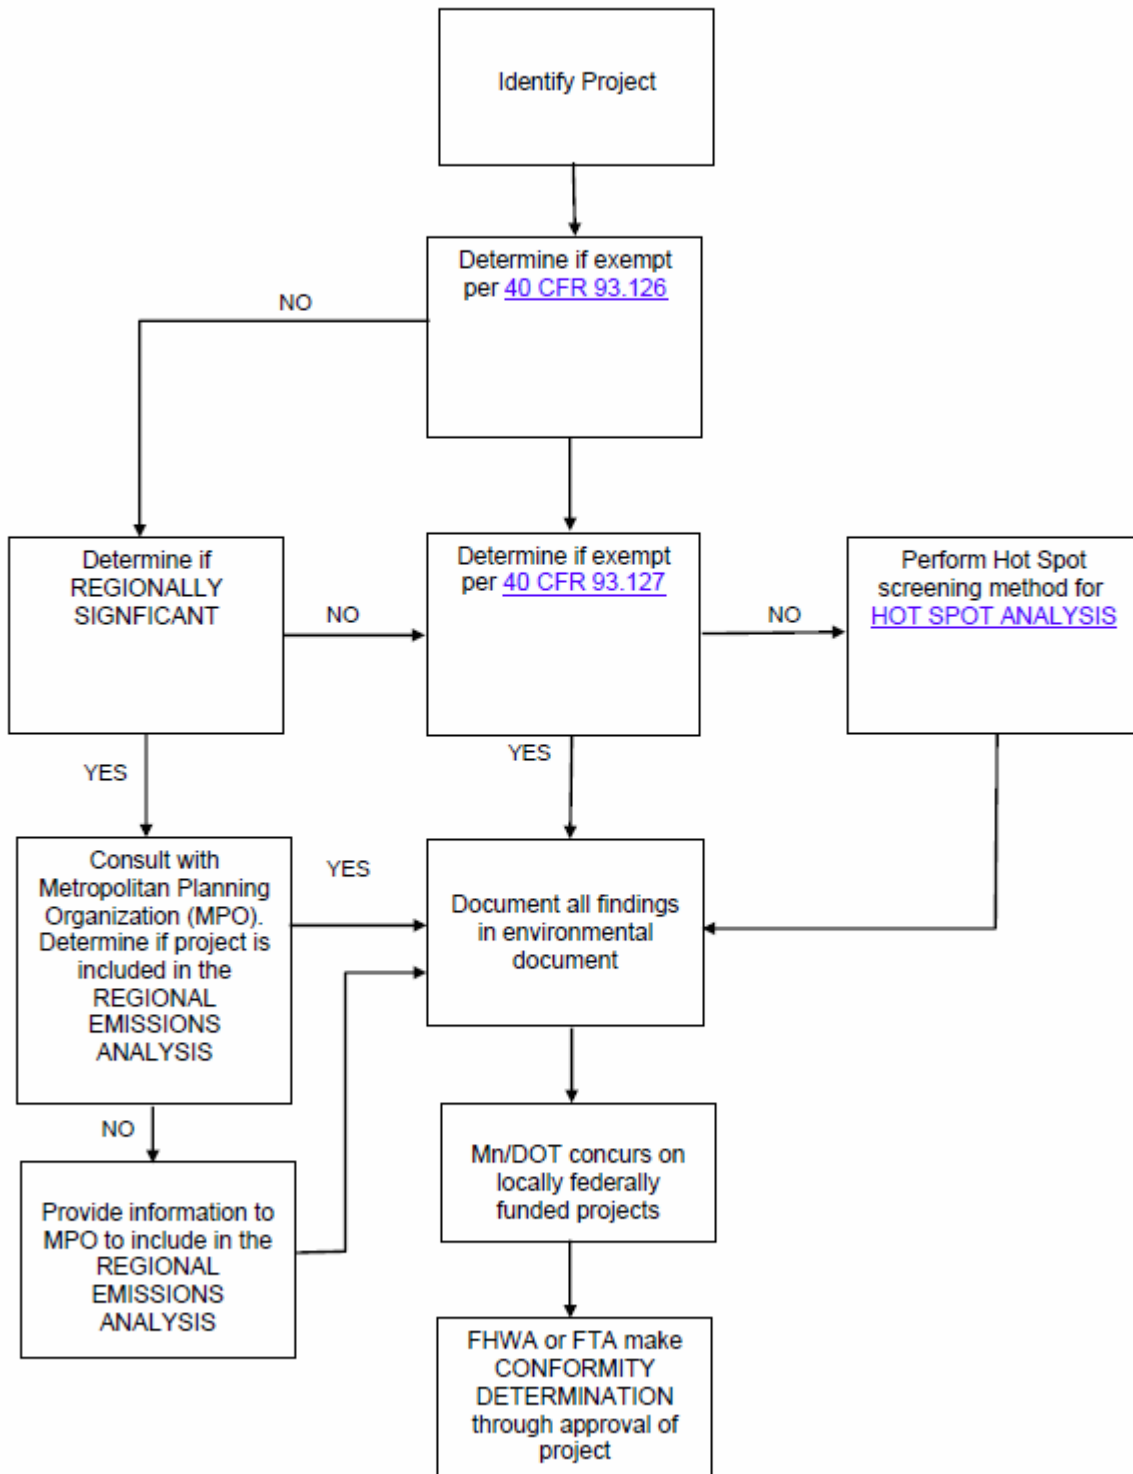 Identify Project
Determine if exempt
per 40 CFR 93.126
NO
Determine if
REGIONALLY
SIGNFICANT
NO
Determine if exempt
per 40 CFR 93.127
NO
Perform Hot Spot
screening method for
HOT SPOT ANALYSIS
YES
YES
Consult with
Metropolitan Planning
Organization (MPO).
Determine if project is
included in the
REGIONAL
EMISSIONS
ANALYSIS
YES
Document all findings
in environmental
document
NO
Provide information to
MPO to include in the
REGIONAL
EMISSIONS
ANALYSIS
Mn/DOT concurs on
locally federally
funded projects
FHWA or FTA make
CONFORMITY
DETERMINATION
through approval of
project